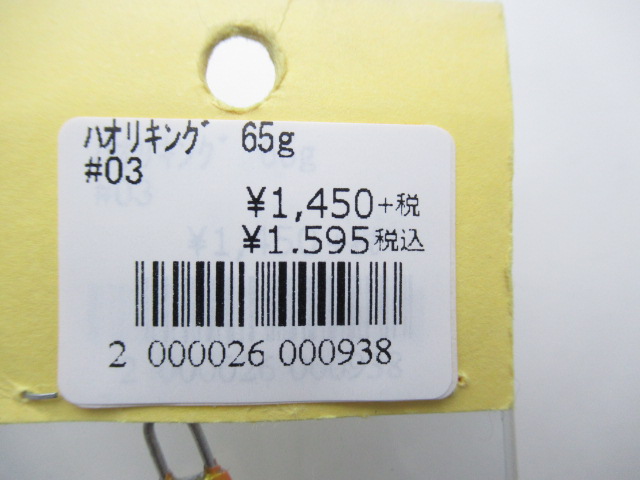 ﾊｵﾘｷﾝｸﾞ 65g
#03
¥1,450+税
¥1.595税込
2 000026 000938